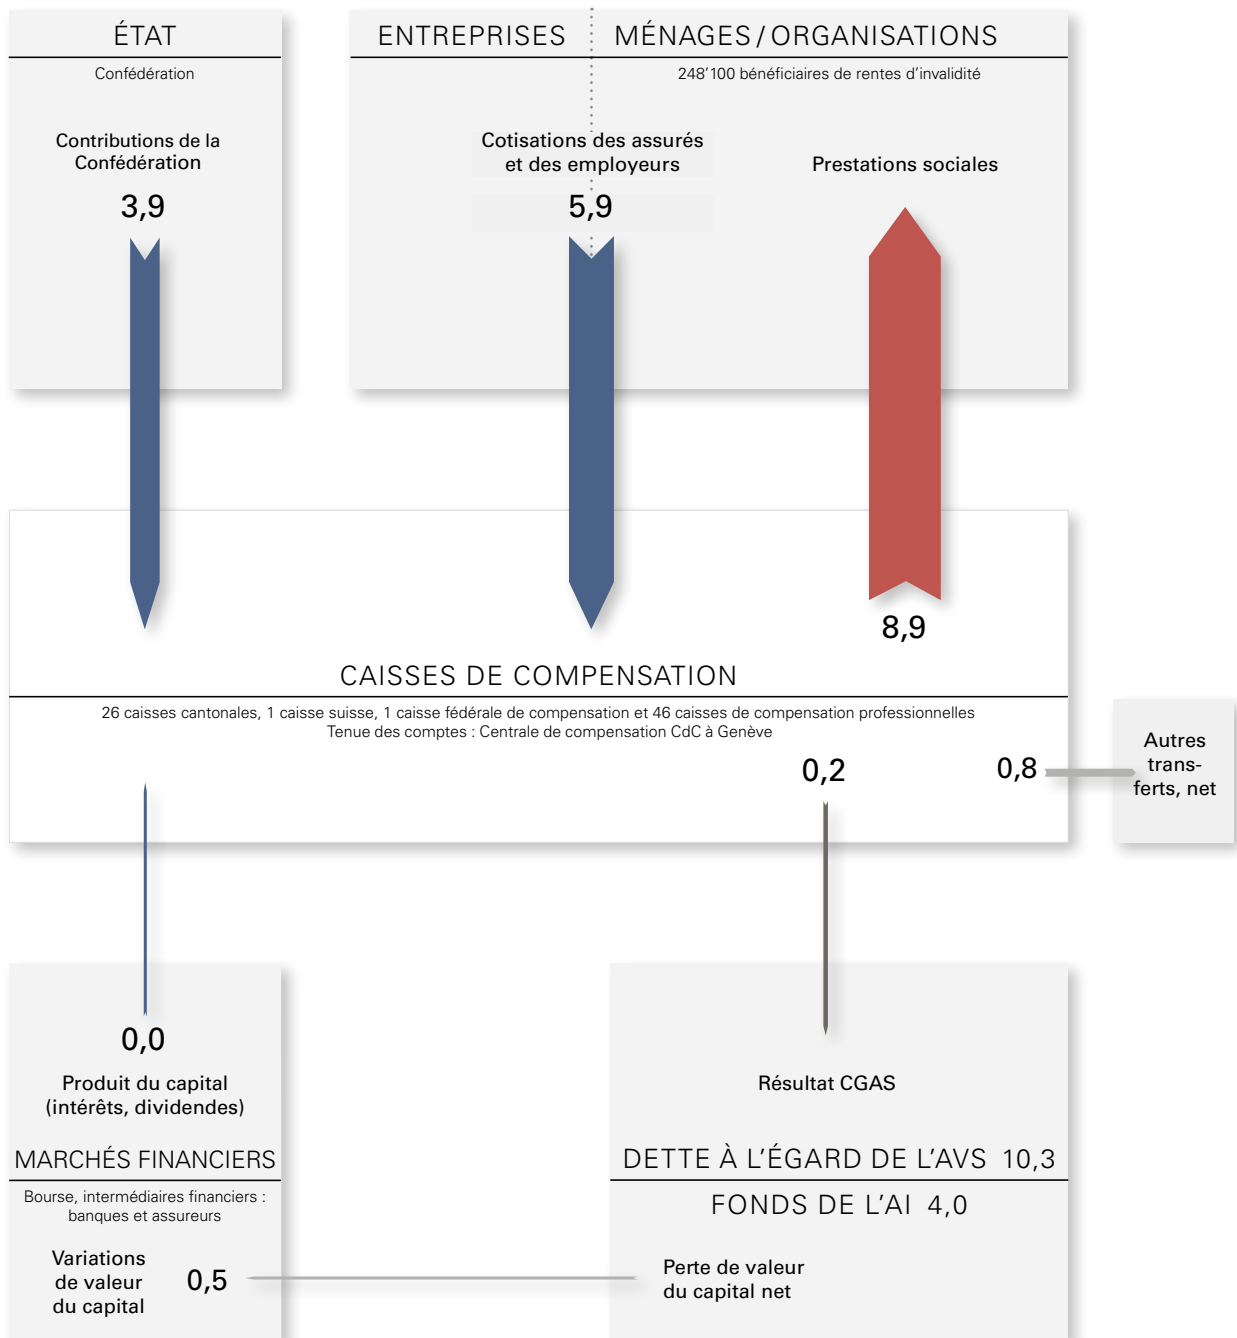 ÉTAT
Confédération
Contributions de la
Confédération
3,9
ENTREPRISES
MÉNAGES / ORGANISATIONS
248’100 bénéficiaires de rentes d’invalidité
Cotisations des assurés
et des employeurs
5,9
Prestations sociales
8,9
CAISSES DE COMPENSATION
26 caisses cantonales, 1 caisse suisse, 1 caisse fédérale de compensation et 46 caisses de compensation professionnelles
Tenue des comptes : Centrale de compensation CdC à Genève
0,2
0,8
Autres
trans-
ferts, net
0,0
Produit du capital
(intérêts, dividendes)
MARCHÉS FINANCIERS
Bourse, intermédiaires financiers :
banques et assureurs
Variations
de valeur
du capital
0,5
Résultat CGAS
DETTE À L’ÉGARD DE L’AVS 10,3
FONDS DE L’AI 4,0
Perte de valeur
du capital net